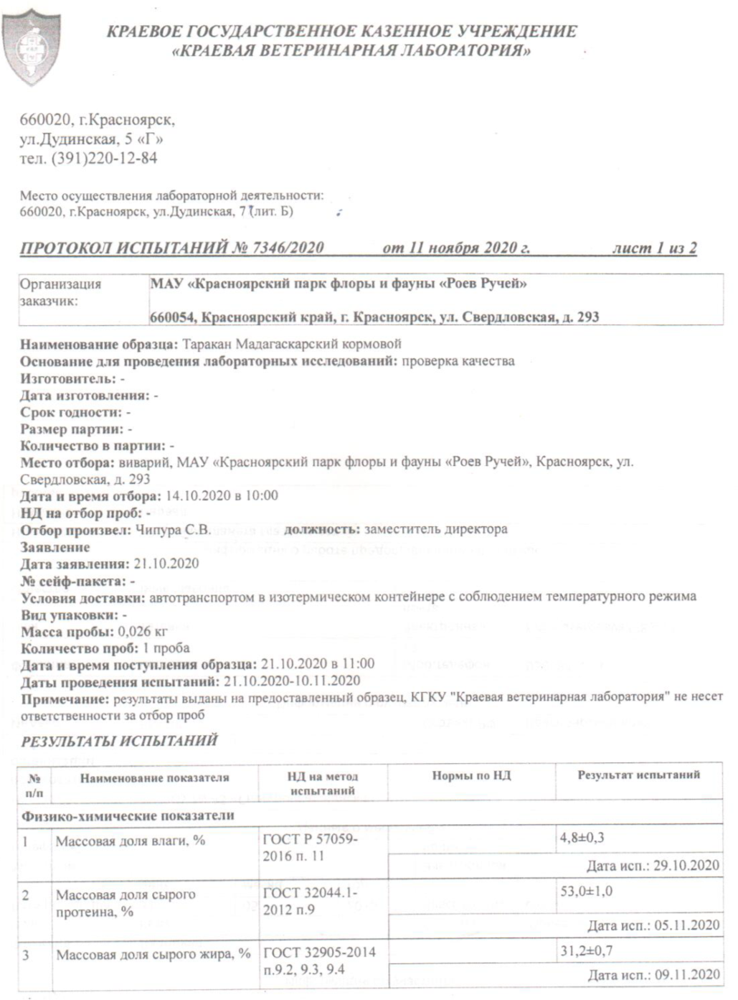 КРАЕВОЕ ГОСУДАРСТВЕННОЕ КАЗЕННОЕ УЧРЕЖДЕНИЕ
«КРАЕВАЯ ВЕТЕРИНАРНАЯ ЛАБОРАТОРИЯ»
660020, г.Красноярск,
ул.Дудинская, 5 «Г»
тел. (391)220-12-84
Место осуществления лабораторной деятельности:
660020, г.Красноярск, ул.Дудинская, 7 (лит. Б)
ПРОТОКОЛ ИСПЫТАНИЙ № 7346/2020 от 11 ноября 2020 г. лист 1 из 2
Организация заказчик: МАУ «Красноярский парк флоры и фауны «Роев Ручей»
660054, Красноярский край, г. Красноярск, ул. Свердловская, д. 293
Наименование образца: Таракан Мадагаскарский кормовой
Основание для проведения лабораторных исследований: проверка качества
Изготовитель: -
Дата изготовления: -
Срок годности: -
Размер партии: -
Количество в партии: -
Место отбора: виварий, МАУ «Красноярский парк флоры и фауны «Роев Ручей», Красноярск, ул.
Свердловская, д. 293
Дата и время отбора: 14.10.2020 в 10:00
НД на отбор проб: -
Отбор произвел: Чипура С.В. должность: заместитель директора
Заявление
Дата заявления: 21.10.2020
№ сейф-пакета: -
Условия доставки: автотранспортом в изотермическом контейнере с соблюдением температурного режима
Вид упаковки: -
Масса пробы: 0,026 кг
Количество проб: 1 проба
Дата и время поступления образца: 21.10.2020 в 11:00
Даты проведения испытаний: 21.10.2020-10.11.2020
Примечание: результаты выданы на предоставленный образец, КГКУ "Краевая ветеринарная лаборатория" не несет
ответственности за отбор проб
РЕЗУЛЬТАТЫ ИСПЫТАНИЙ
№ п/п Наименование показателя НД на метод испытаний Нормы по НД Результат испытаний
Физико-химические показатели
1 Массовая доля влаги, % ГОСТ Р 57059-2016 п. 11 4,8±0,3
Дата исп.: 29.10.2020
2 Массовая доля сырого протеина, % ГОСТ 32044.1-2012 п.9 53,0±1,0
Дата исп.: 05.11.2020
3 Массовая доля сырого жира, % ГОСТ 32905-2014 п.9.2, 9.3, 9.4 31,2±0,7
Дата исп.: 09.11.2020